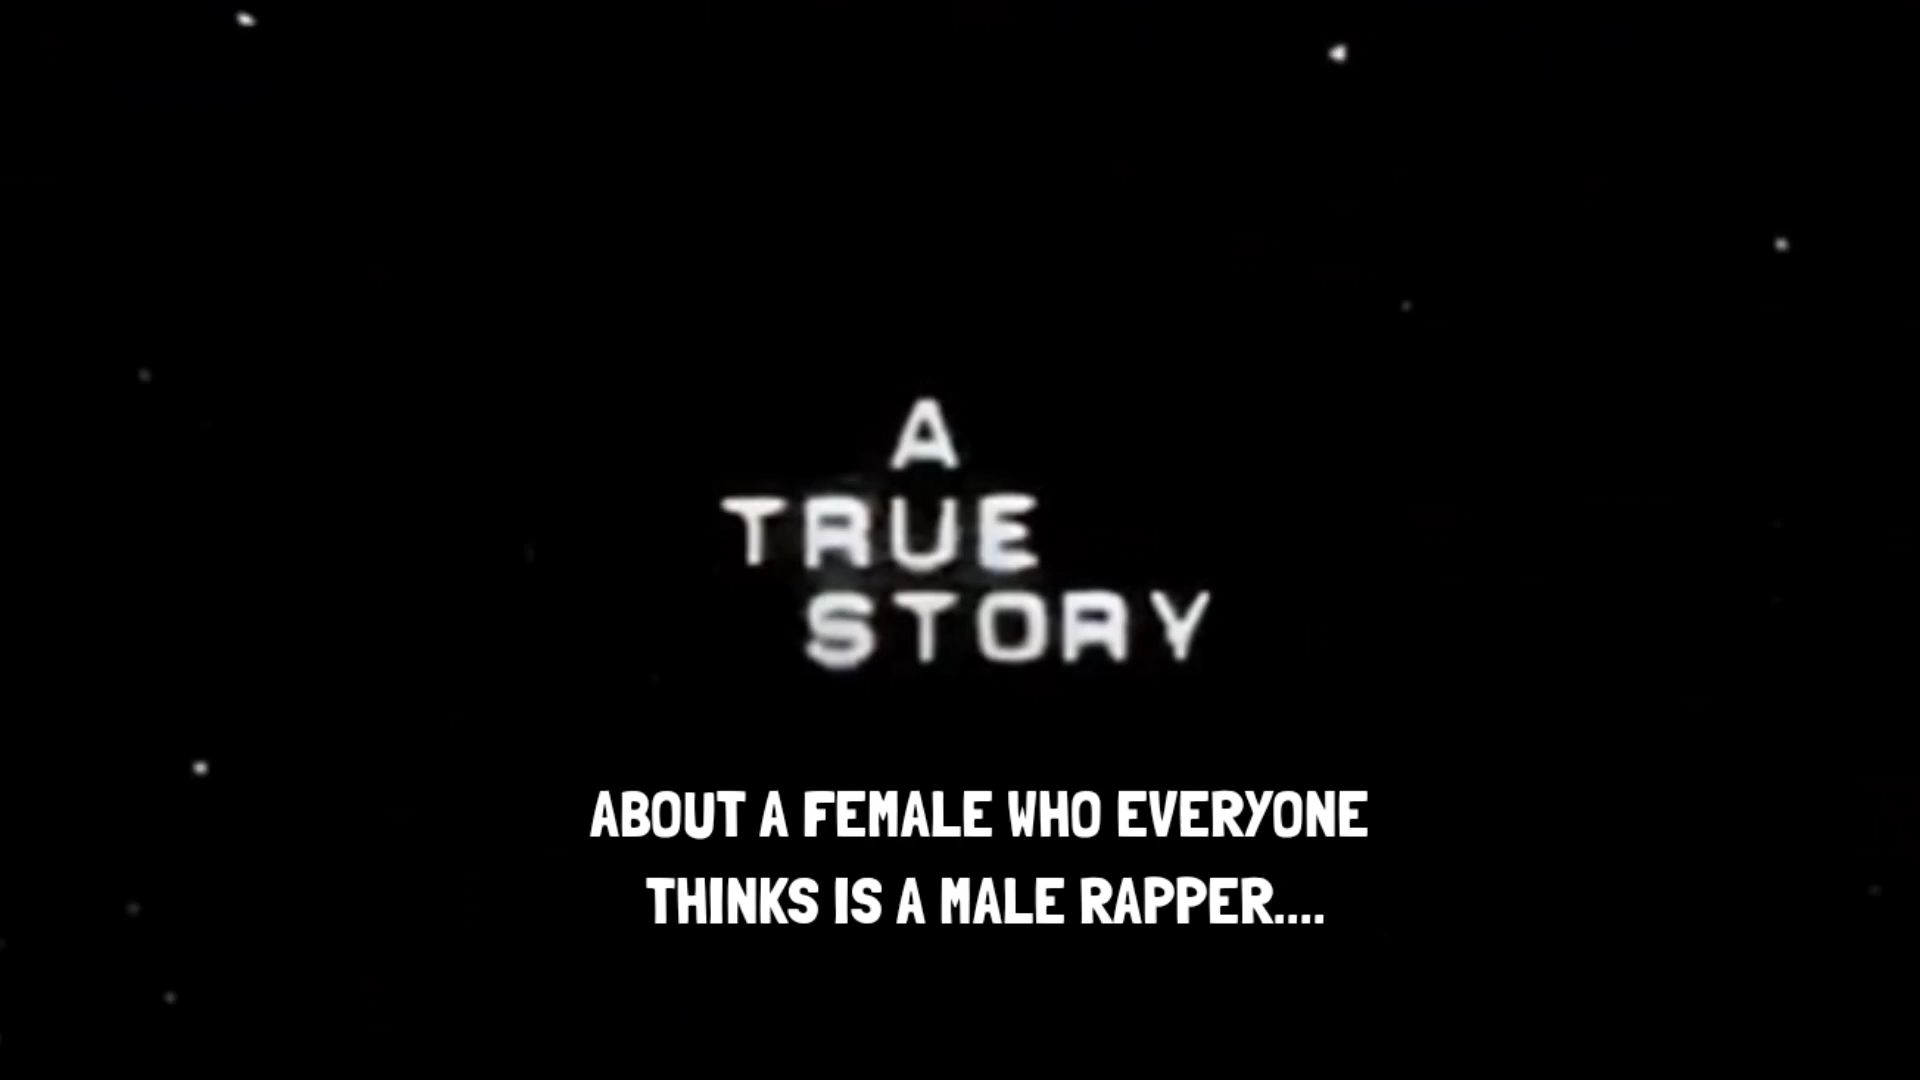 A
TRUE
STORY
ABOUT A FEMALE WHO EVERYONE
THINKS IS A MALE RAPPER....